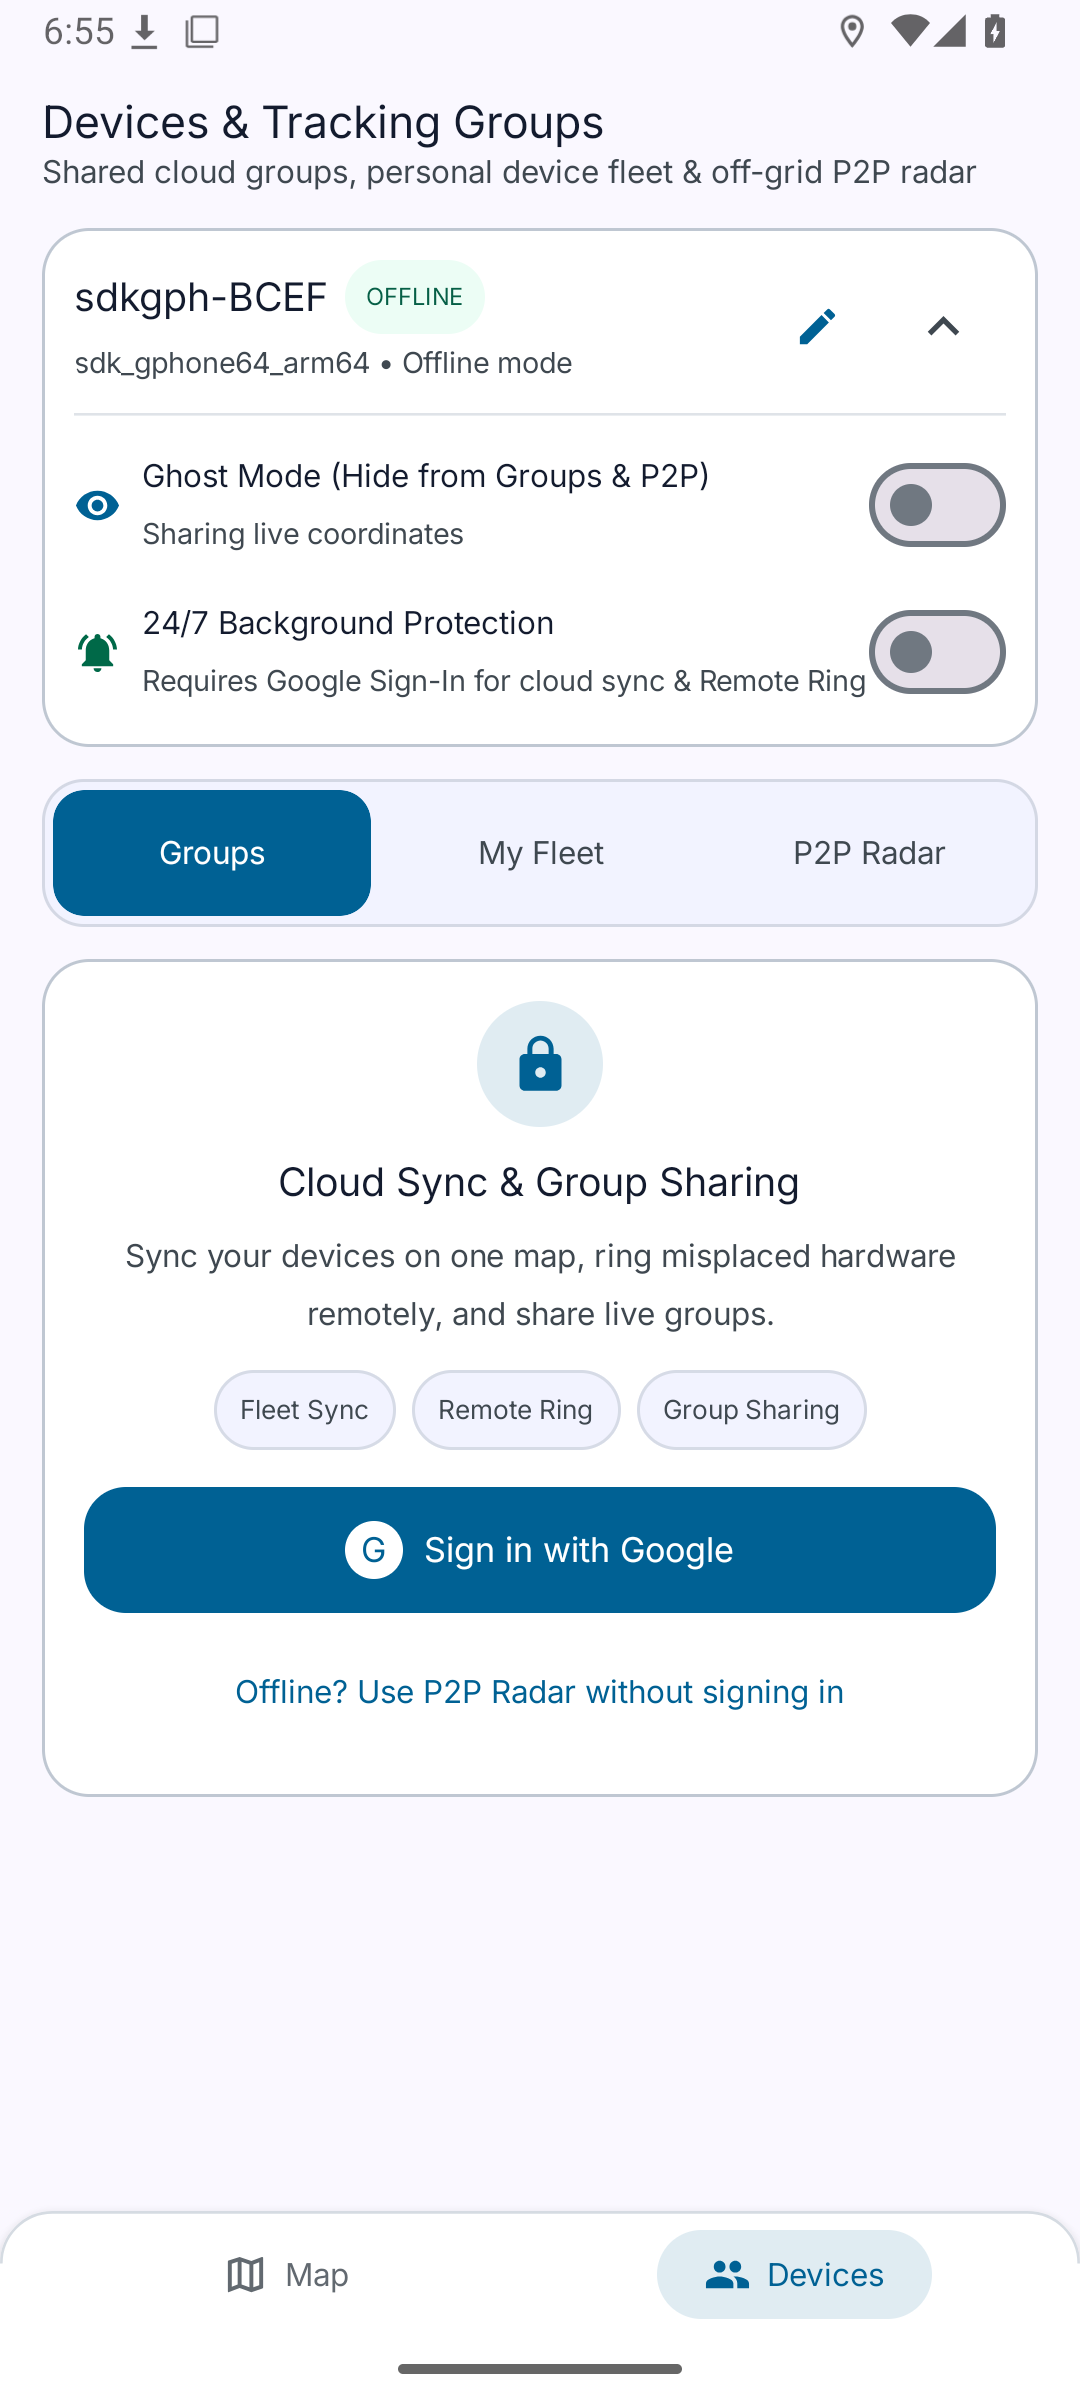 6:55
Devices & Tracking Groups
Shared cloud groups, personal device fleet & off-grid P2P radar
sdkgph-BCEF OFFLINE
sdk_gphone64_arm64 • Offline mode
Ghost Mode (Hide from Groups & P2P)
Sharing live coordinates
24/7 Background Protection
Requires Google Sign-In for cloud sync & Remote Ring
Groups My Fleet P2P Radar
Cloud Sync & Group Sharing
Sync your devices on one map, ring misplaced hardware
remotely, and share live groups.
Fleet Sync Remote Ring Group Sharing
G Sign in with Google
Offline? Use P2P Radar without signing in
Map Devices